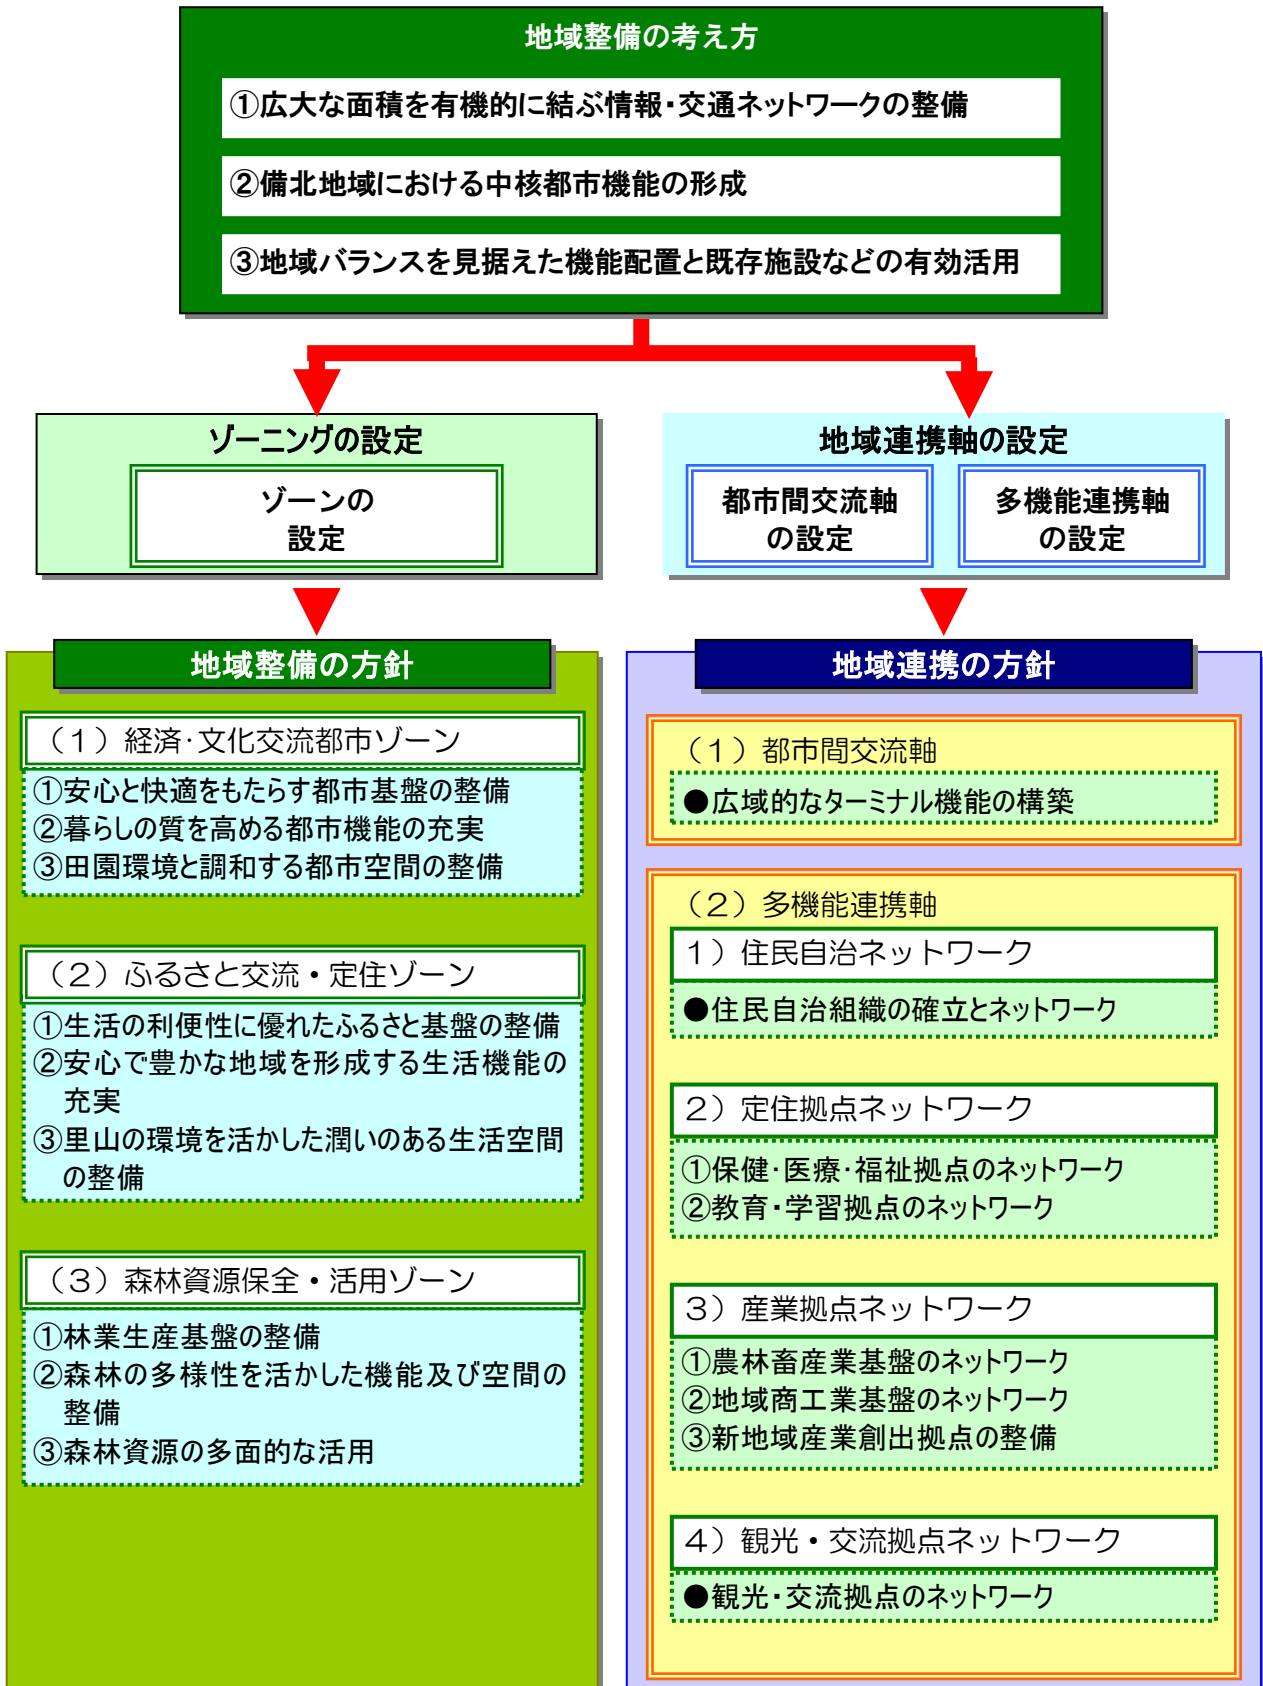 地域整備の考え方
①広大な面積を有機的に結ぶ情報・交通ネットワークの整備
②備北地域における中核都市機能の形成
③地域バランスを見据えた機能配置と既存施設などの有効活用
ゾーニングの設定
ゾーンの
設定
地域連携軸の設定
都市間交流軸
の設定
多機能連携軸
の設定
地域整備の方針
（１）経済・文化交流都市ゾーン
①安心と快適をもたらす都市基盤の整備
②暮らしの質を高める都市機能の充実
③田園環境と調和する都市空間の整備
（２）ふるさと交流・定住ゾーン
①生活の利便性に優れたふるさと基盤の整備
②安心で豊かな地域を形成する生活機能の
充実
③里山の環境を活かした潤いのある生活空間
の整備
（３）森林資源保全・活用ゾーン
①林業生産基盤の整備
②森林の多様性を活かした機能及び空間の
整備
③森林資源の多面的な活用
地域連携の方針
（１）都市間交流軸
●広域的なターミナル機能の構築
（２）多機能連携軸
１）住民自治ネットワーク
●住民自治組織の確立とネットワーク
２）定住拠点ネットワーク
①保健・医療・福祉拠点のネットワーク
②教育・学習拠点のネットワーク
３）産業拠点ネットワーク
①農林畜産業基盤のネットワーク
②地域商工業基盤のネットワーク
③新地域産業創出拠点の整備
４）観光・交流拠点ネットワーク
●観光・交流拠点のネットワーク